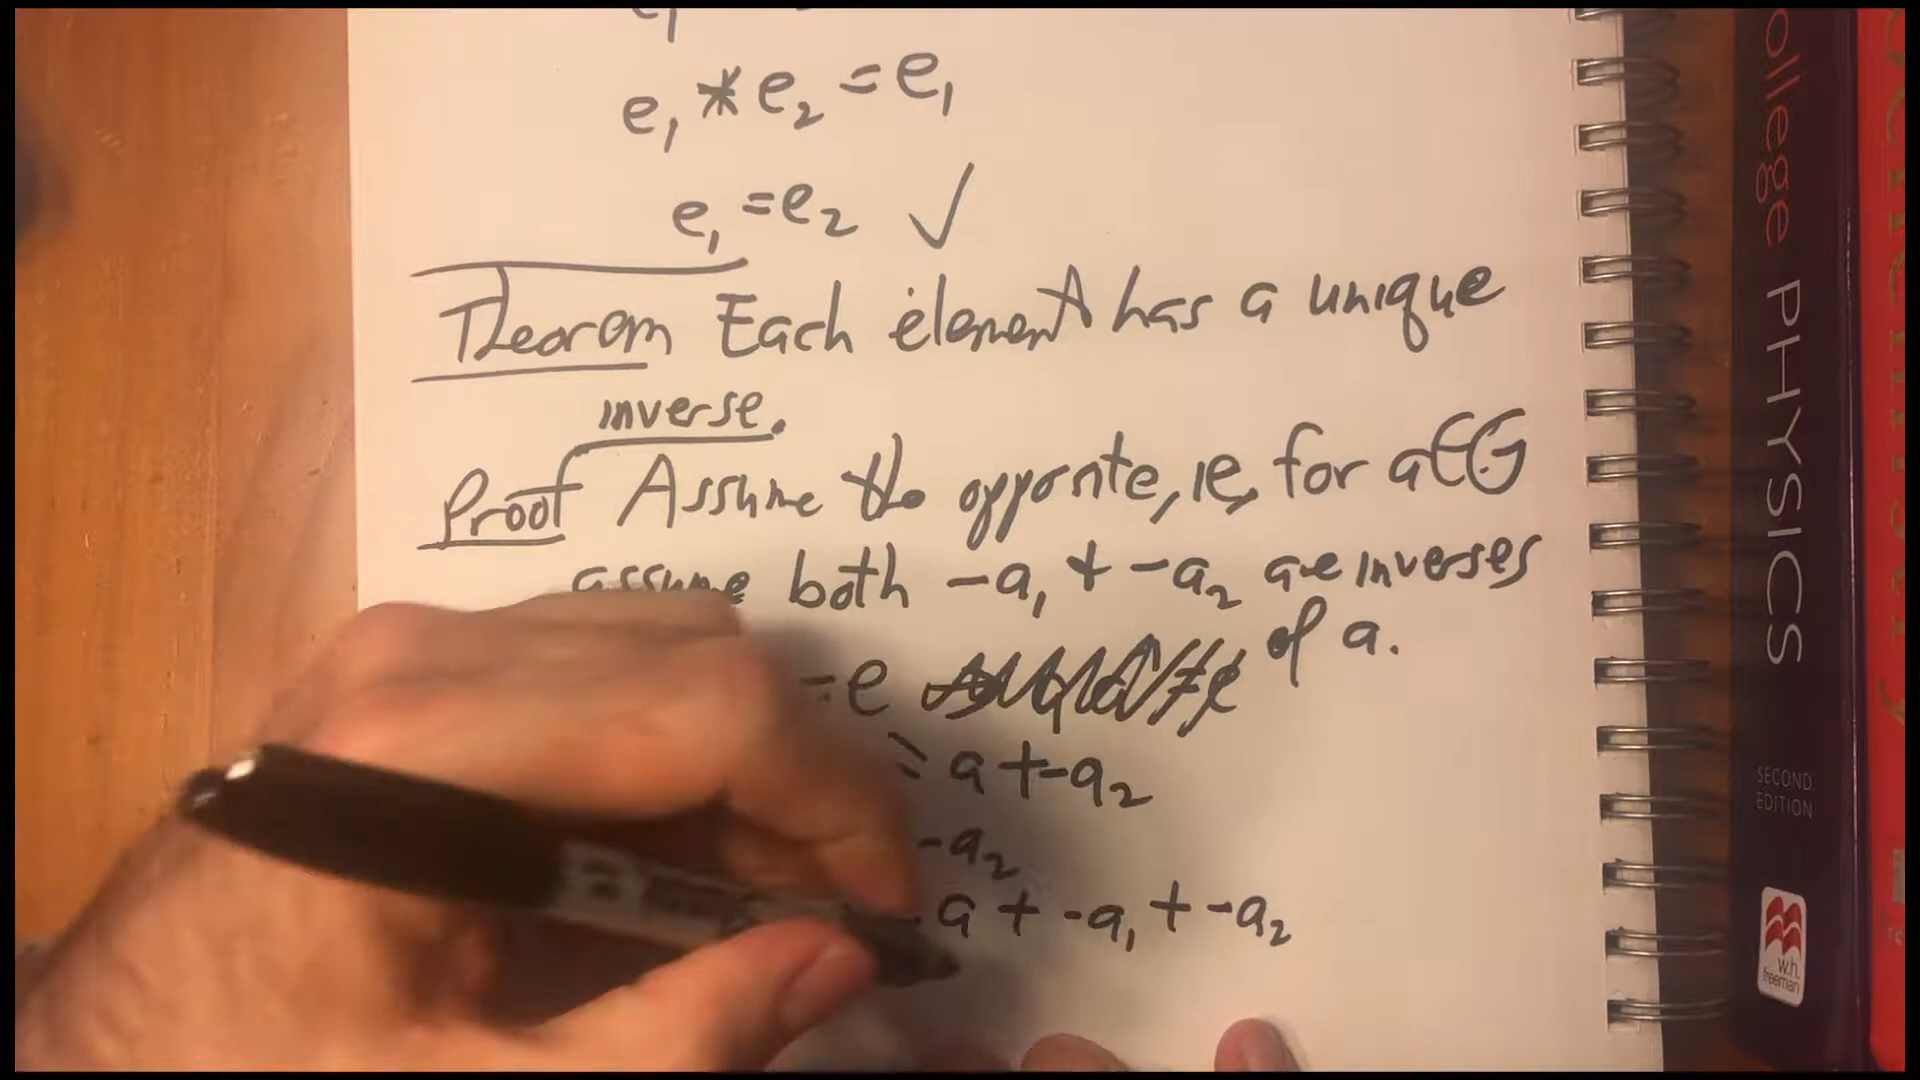 e₁ * e₂ = e₁
e₁ = e₂ ✓
Theorem Each element has a unique
inverse.
Proof Assume the opposite, ie, for a∈G
assume both -a₁ + -a₂ are inverses
of a.
= e
= a + -a₂
-a₂
a + -a₁ + -a₂
ollege PHYSICS
SECOND
EDITION
w.h.
freeman